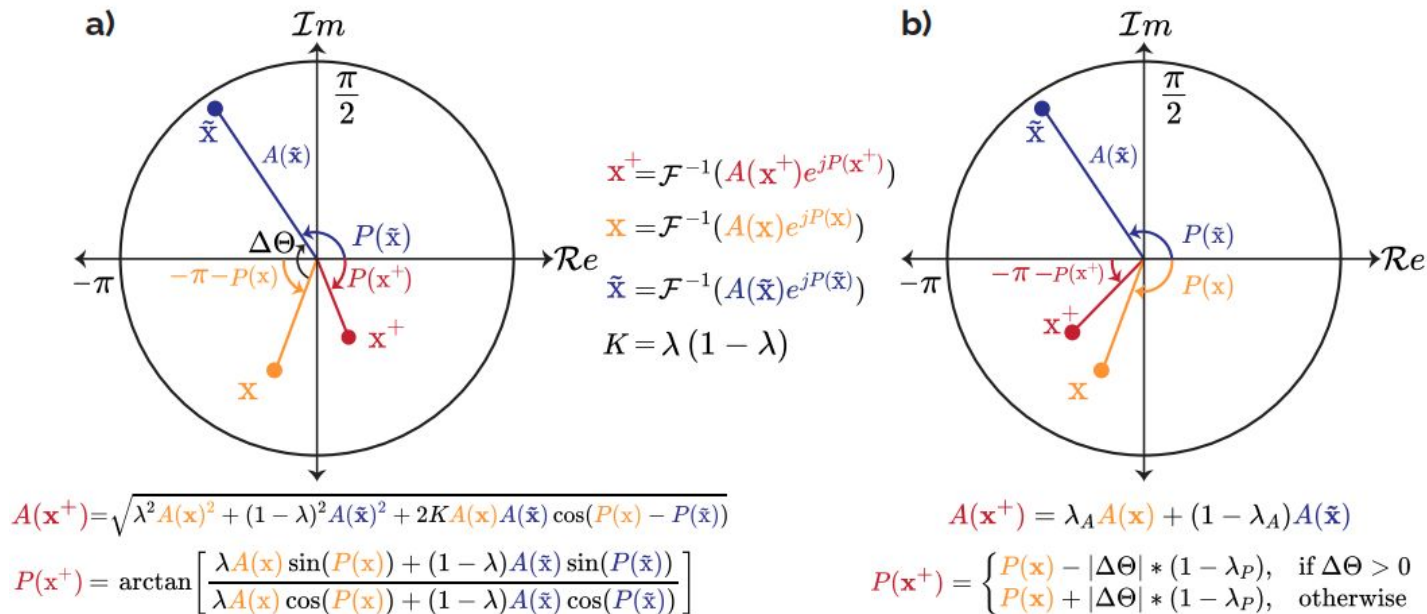 a)
ℐm
π/2
x̃
A(x̃)
ΔΘ
P(x̃)
ℛe
−π
−π−P(x)
P(x⁺)
x⁺
x
x⁺=ℱ⁻¹(A(x⁺)e^{jP(x⁺)})
x=ℱ⁻¹(A(x)e^{jP(x)})
x̃=ℱ⁻¹(A(x̃)e^{jP(x̃)})
K = λ (1 − λ)
b)
ℐm
π/2
x̃
A(x̃)
P(x̃)
ℛe
−π
−π−P(x⁺)
P(x)
x⁺
x
A(x⁺)=√(λ²A(x)² + (1 − λ)²A(x̃)² + 2KA(x)A(x̃) cos(P(x) − P(x̃)))
P(x⁺) = arctan[(λA(x) sin(P(x)) + (1 − λ)A(x̃) sin(P(x̃)))/(λA(x) cos(P(x)) + (1 − λ)A(x̃) cos(P(x̃)))]
A(x⁺) = λ_A A(x) + (1 − λ_A)A(x̃)
P(x⁺) = { P(x) − |ΔΘ| * (1 − λ_P), if ΔΘ > 0
P(x) + |ΔΘ| * (1 − λ_P), otherwise